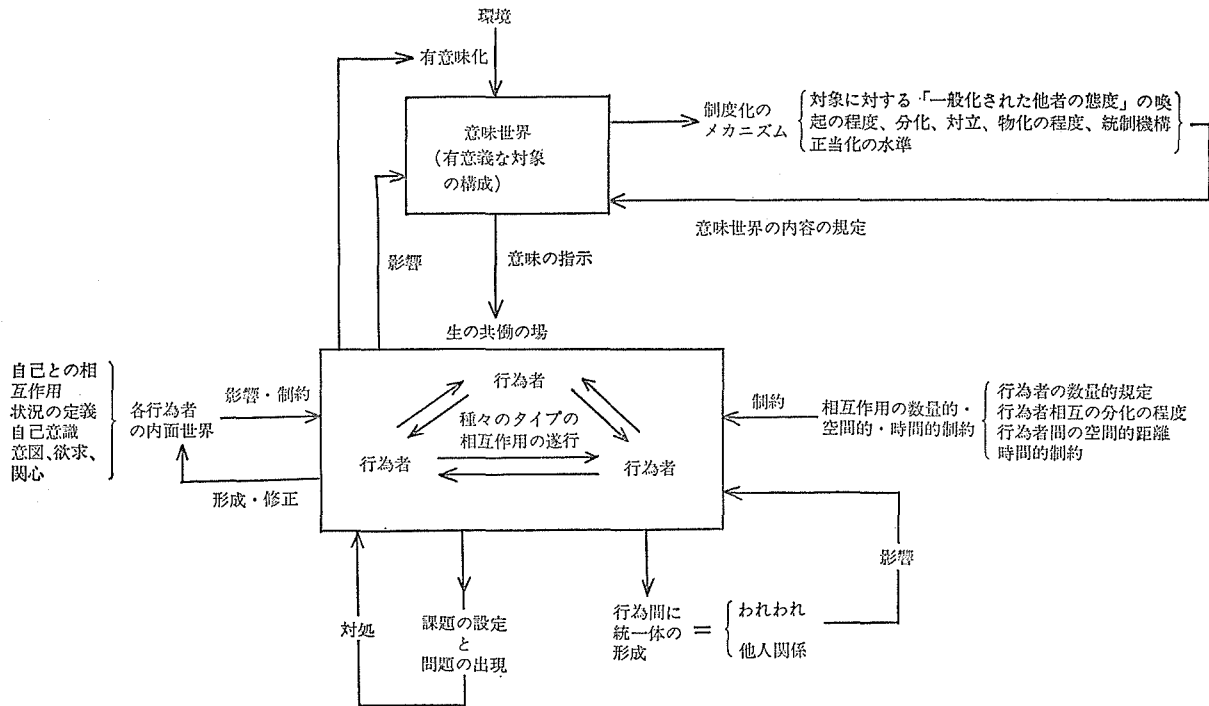 環境
有意味化
意味世界
（有意義な対象
の構成）
制度化の
メカニズム
対象に対する「一般化された他者の態度」の喚
起の程度、分化、対立、物化の程度、統制機構
正当化の水準
意味世界の内容の規定
影響
意味の指示
生の共働の場
自己との相
互作用
状況の定義
自己意識
意図、欲求、
関心
各行為者
の内面世界
影響・制約
形成・修正
行為者
種々のタイプの
相互作用の遂行
行為者
行為者
制約
相互作用の数量的・
空間的・時間的制約
行為者の数量的規定
行為者相互の分化の程度
行為者間の空間的距離
時間的制約
影響
対処
課題の設定
と
問題の出現
行為間に
統一体の
形成
＝
われわれ
他人関係